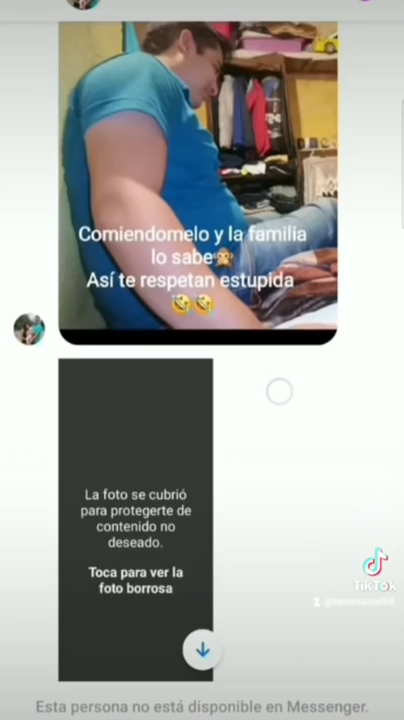 Comiendomelo y la familia
lo sabe🙊
Así te respetan estupida
🤣🤣
La foto se cubrió
para protegerte de
contenido no
deseado.
Toca para ver la
foto borrosa
TikTok
Esta persona no está disponible en Messenger.